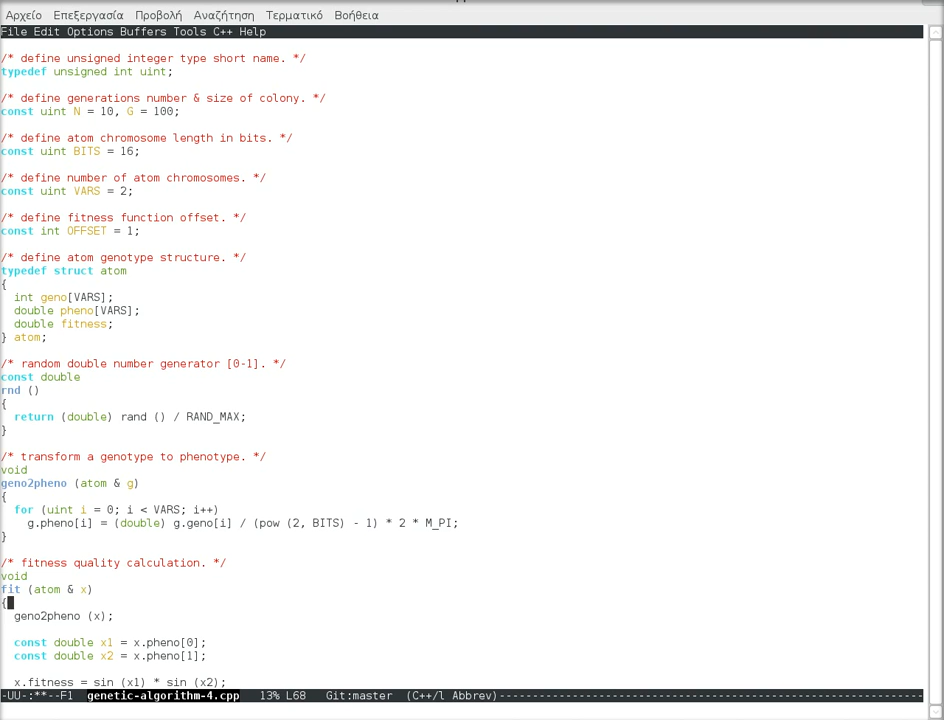 Αρχείο Επεξεργασία Προβολή Αναζήτηση Τερματικό Βοήθεια
File Edit Options Buffers Tools C++ Help
/* define unsigned integer type short name. */
typedef unsigned int uint;
/* define generations number & size of colony. */
const uint N = 10, G = 100;
/* define atom chromosome length in bits. */
const uint BITS = 16;
/* define number of atom chromosomes. */
const uint VARS = 2;
/* define fitness function offset. */
const int OFFSET = 1;
/* define atom genotype structure. */
typedef struct atom
{
  int geno[VARS];
  double pheno[VARS];
  double fitness;
} atom;
/* random double number generator [0-1]. */
const double
rnd ()
{
  return (double) rand () / RAND_MAX;
}
/* transform a genotype to phenotype. */
void
geno2pheno (atom & g)
{
  for (uint i = 0; i < VARS; i++)
    g.pheno[i] = (double) g.geno[i] / (pow (2, BITS) - 1) * 2 * M_PI;
}
/* fitness quality calculation. */
void
fit (atom & x)
{
  geno2pheno (x);
  const double x1 = x.pheno[0];
  const double x2 = x.pheno[1];
  x.fitness = sin (x1) * sin (x2);
-UU-:**--F1  genetic-algorithm-4.cpp   13% L68   Git:master  (C++/l Abbrev)----------------------------------------------------------------